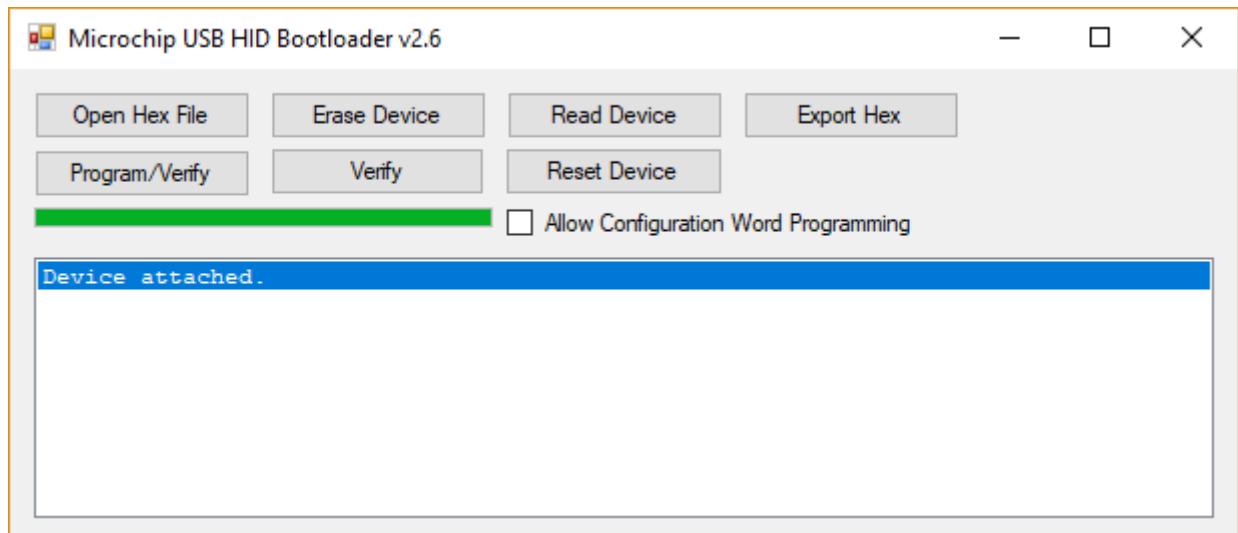 Microchip USB HID Bootloader v2.6
Open Hex File Erase Device Read Device Export Hex
Program/Verify Verify Reset Device
Allow Configuration Word Programming
Device attached.